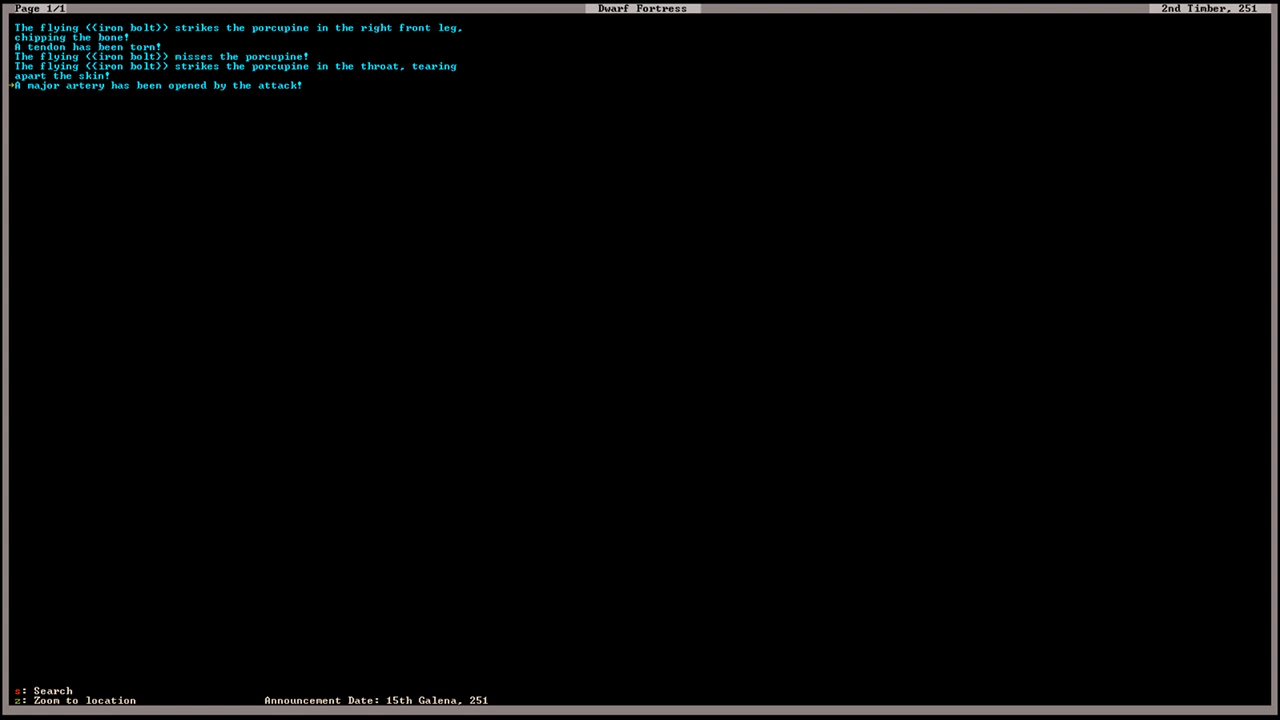 Page 1/1 Dwarf Fortress 2nd Timber, 251
The flying ((iron bolt)) strikes the porcupine in the right front leg,
chipping the bone!
A tendon has been torn!
The flying ((iron bolt)) misses the porcupine!
The flying ((iron bolt)) strikes the porcupine in the throat, tearing
apart the skin!
→A major artery has been opened by the attack!
s: Search
z: Zoom to location Announcement Date: 15th Galena, 251